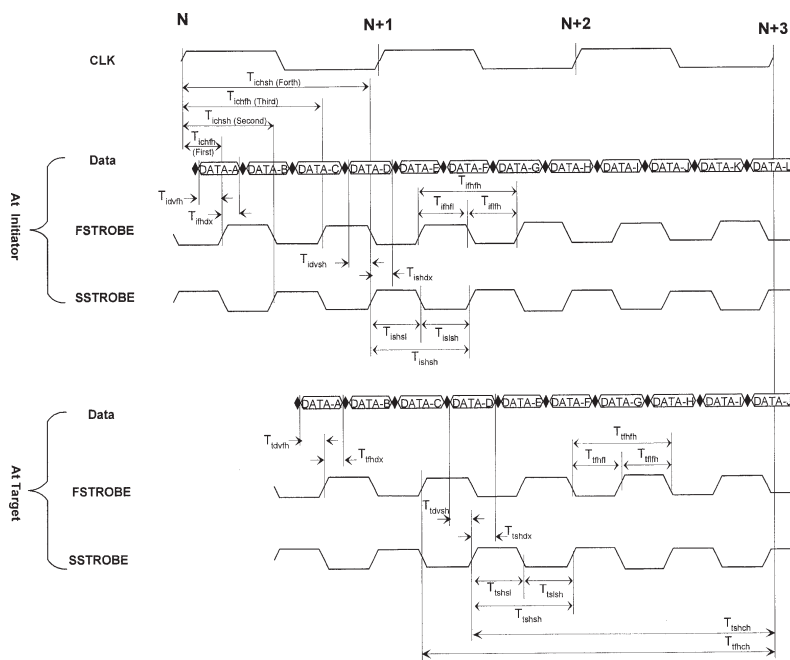 N N+1 N+2 N+3
CLK
Tichsh (Forth)
Tichfh (Third)
Tichsh (Second)
Tichfh (First)
At Initiator
Data
DATA-A DATA-B DATA-C DATA-D DATA-E DATA-F DATA-G DATA-H DATA-I DATA-J DATA-K DATA-L
Tidvfh
Tifhdx
Tifhfh
Tifhfl Tiflfh
FSTROBE
Tidvsh
Tishdx
SSTROBE
Tishsl Tislsh
Tishsh
At Target
Data
DATA-A DATA-B DATA-C DATA-D DATA-E DATA-F DATA-G DATA-H DATA-I DATA-J
Ttdvfh
Ttfhdx
Ttfhfh
Ttfhfl Ttflfh
FSTROBE
Ttdvsh
Ttshdx
SSTROBE
Ttshsl Ttslsh
Ttshsh
Ttshch
Ttfhch